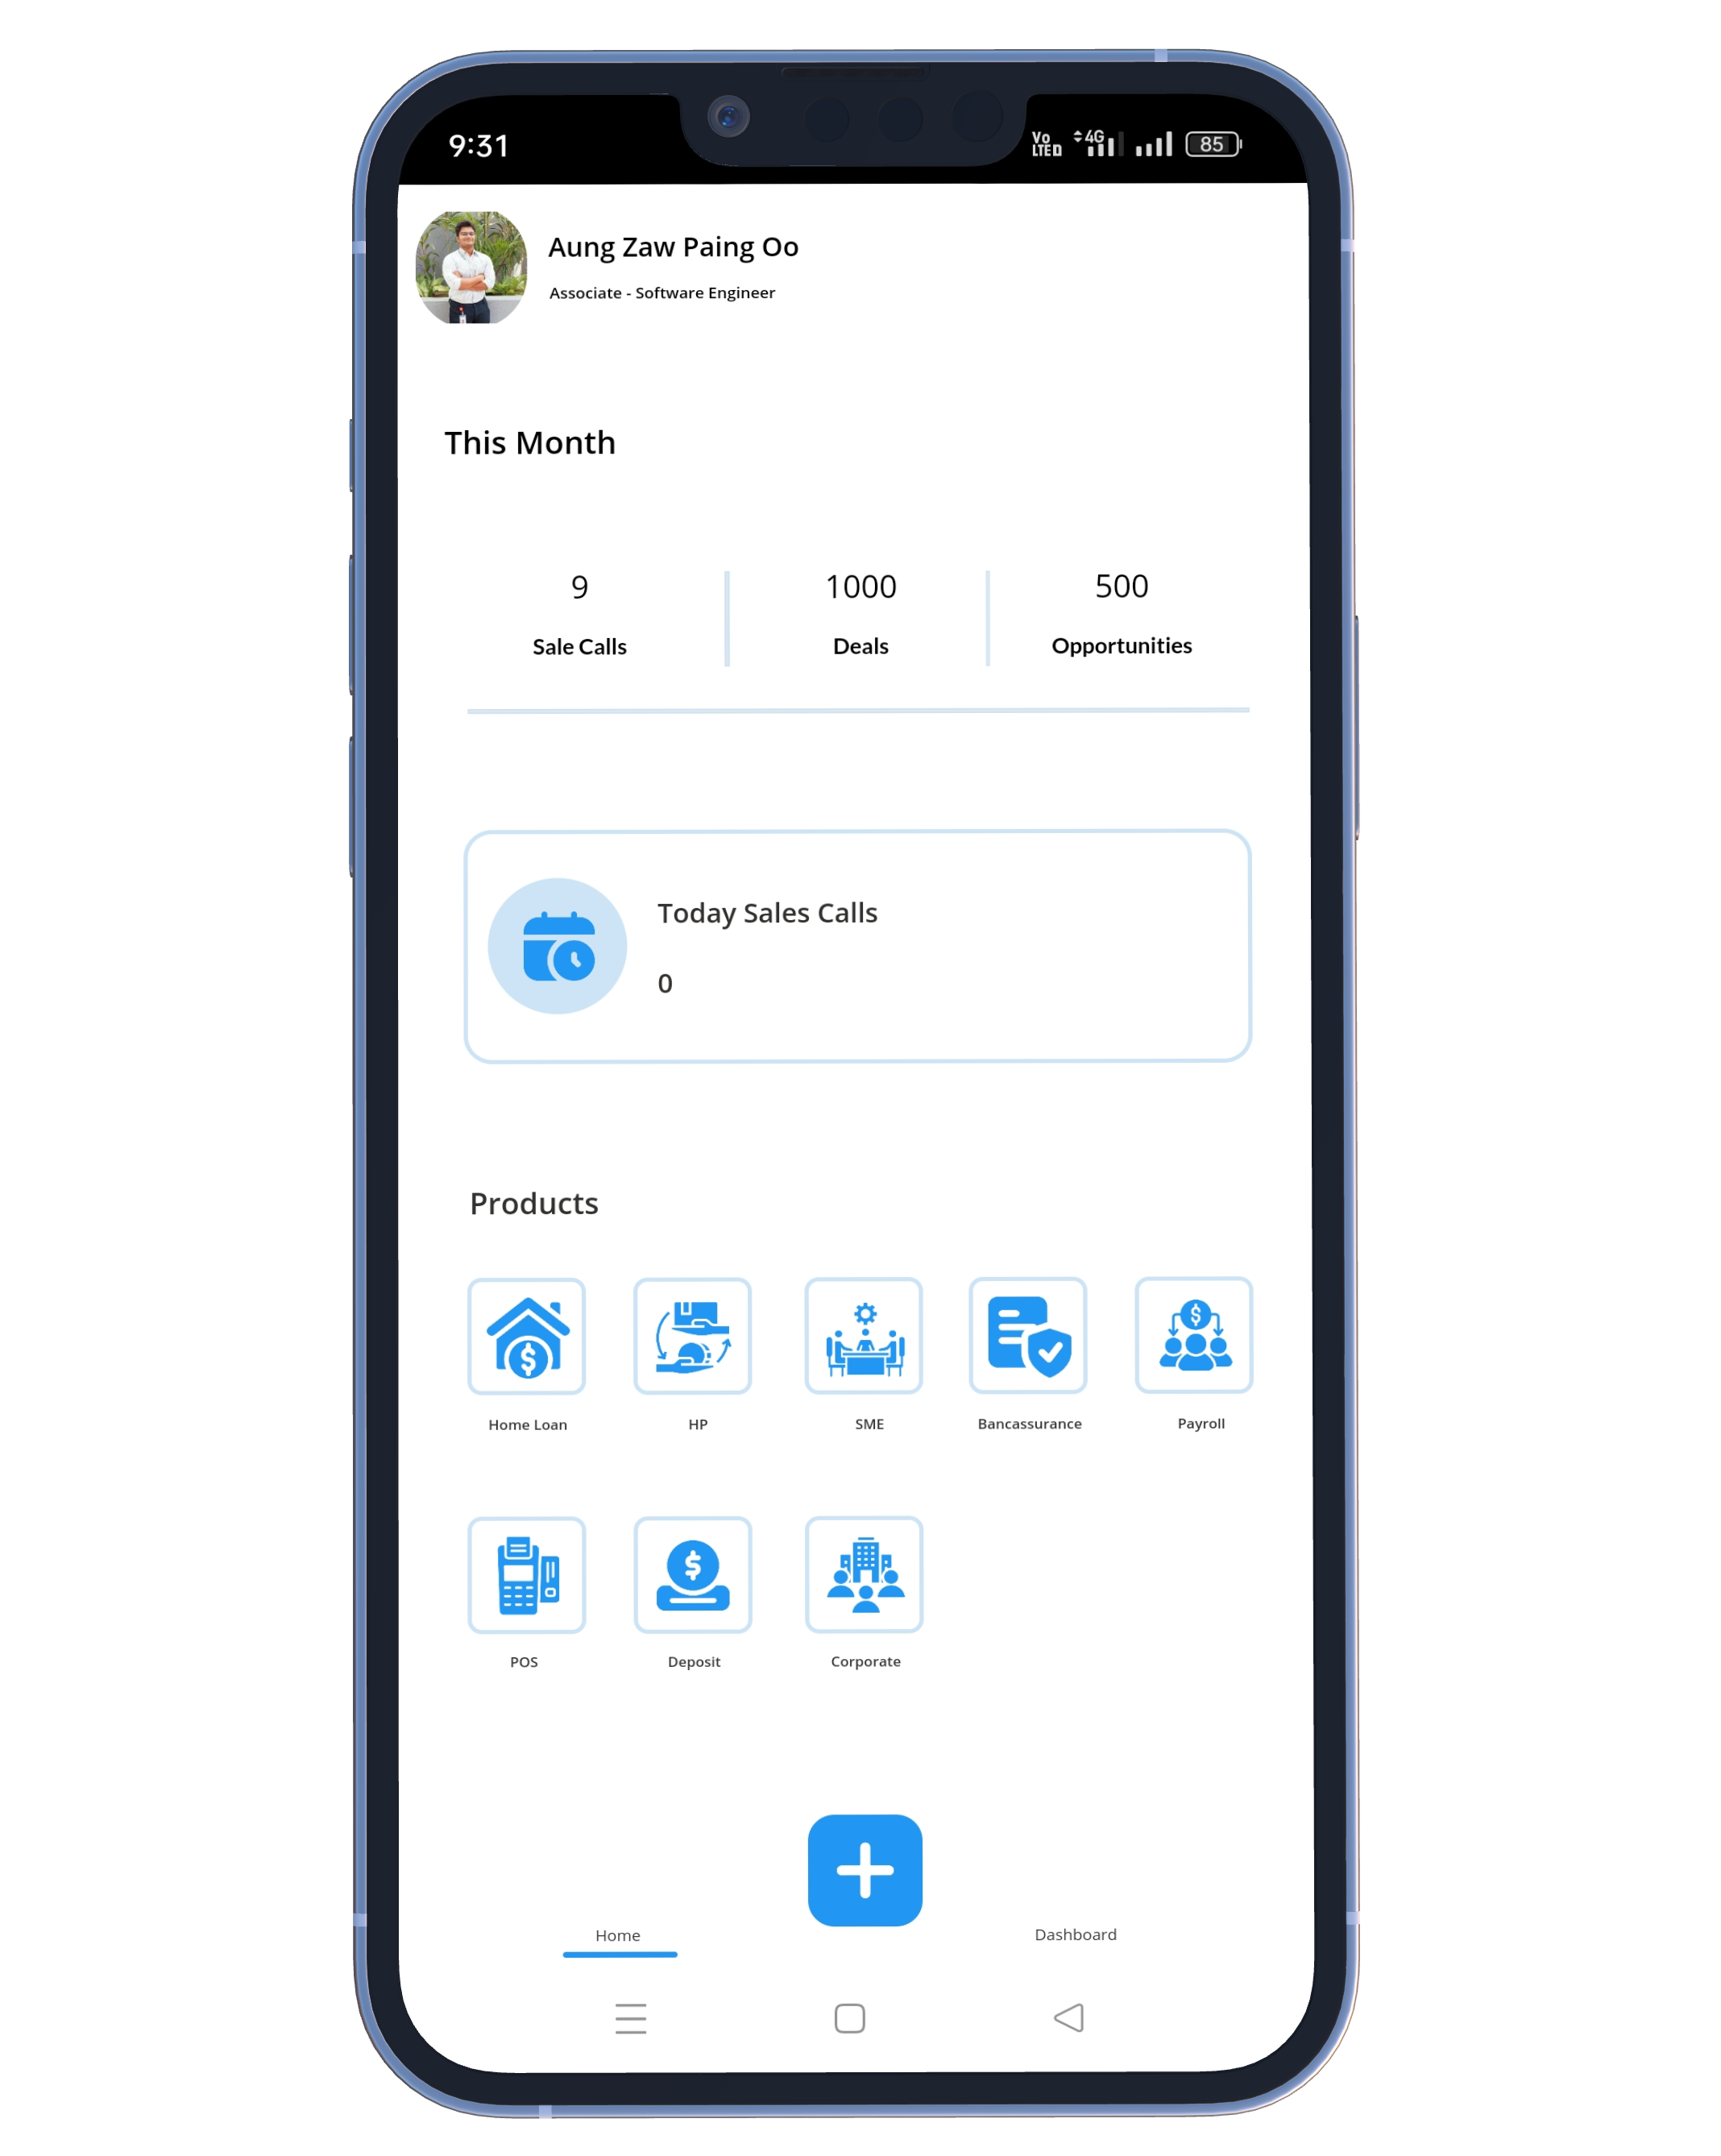 9:31
Vo LTE D 4G 85
Aung Zaw Paing Oo
Associate - Software Engineer
This Month
9 1000 500
Sale Calls Deals Opportunities
Today Sales Calls
0
Products
Home Loan HP SME Bancassurance Payroll
POS Deposit Corporate
Home Dashboard